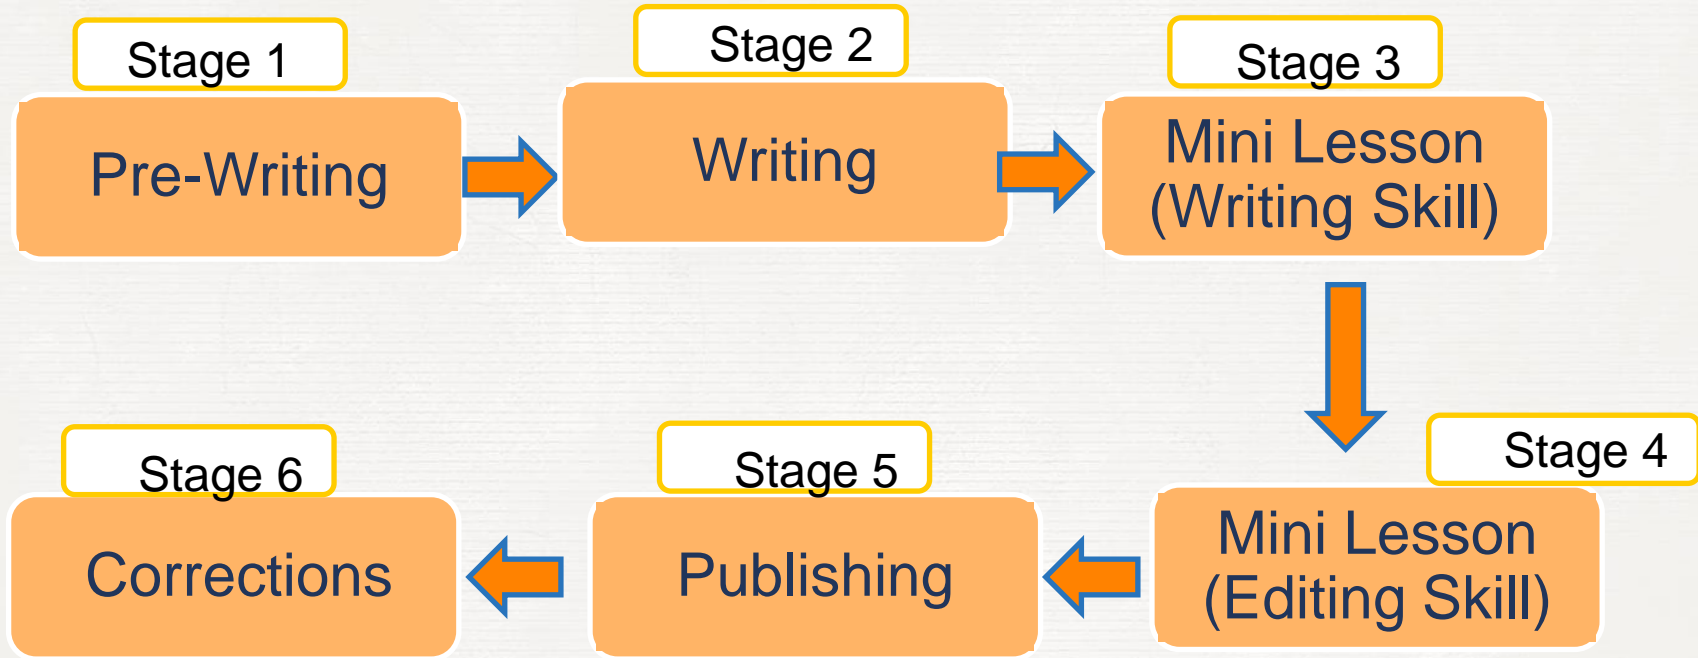 Stage 1
Pre-Writing
Stage 2
Writing
Stage 3
Mini Lesson
(Writing Skill)
Stage 4
Mini Lesson
(Editing Skill)
Stage 5
Publishing
Stage 6
Corrections